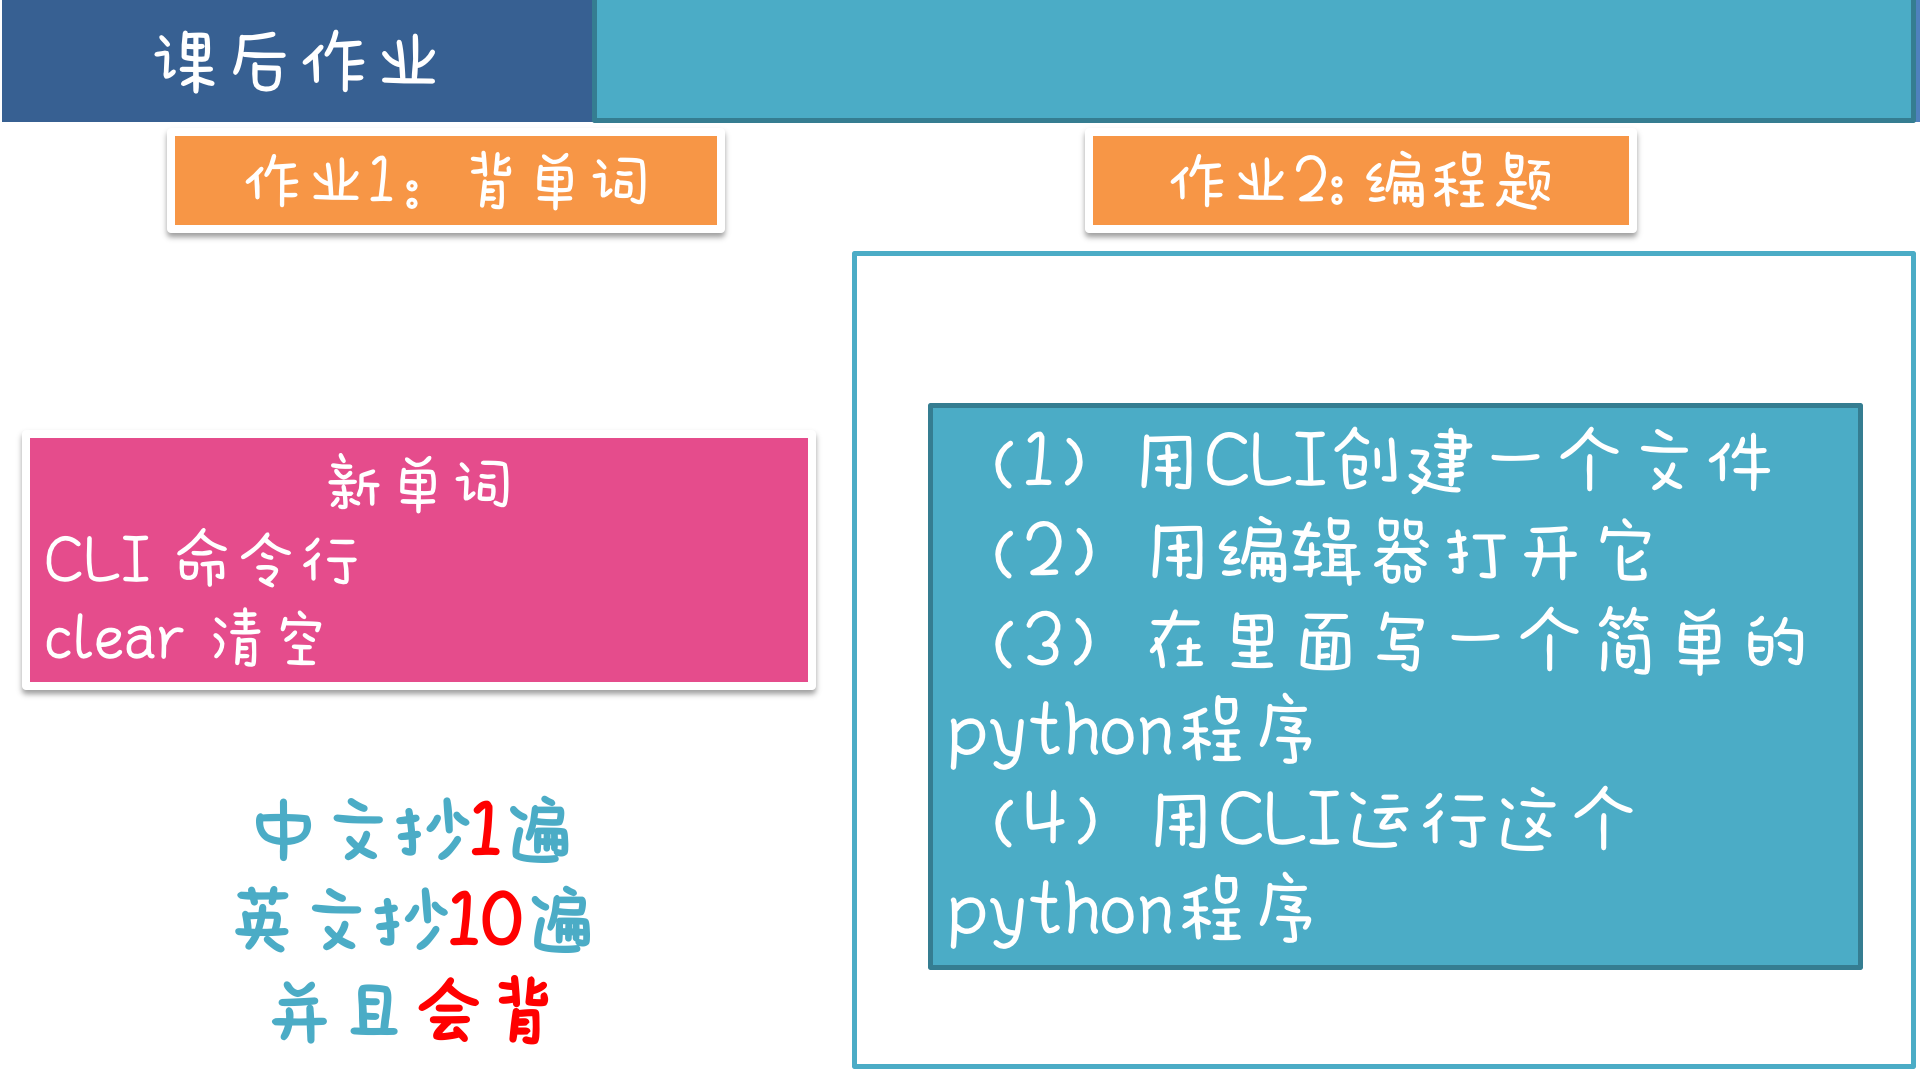 课后作业
作业1：背单词
新单词
CLI 命令行
clear 清空
中文抄1遍
英文抄10遍
并且会背
作业2：编程题
（1）用CLI创建一个文件
（2）用编辑器打开它
（3）在里面写一个简单的
python程序
（4）用CLI运行这个
python程序